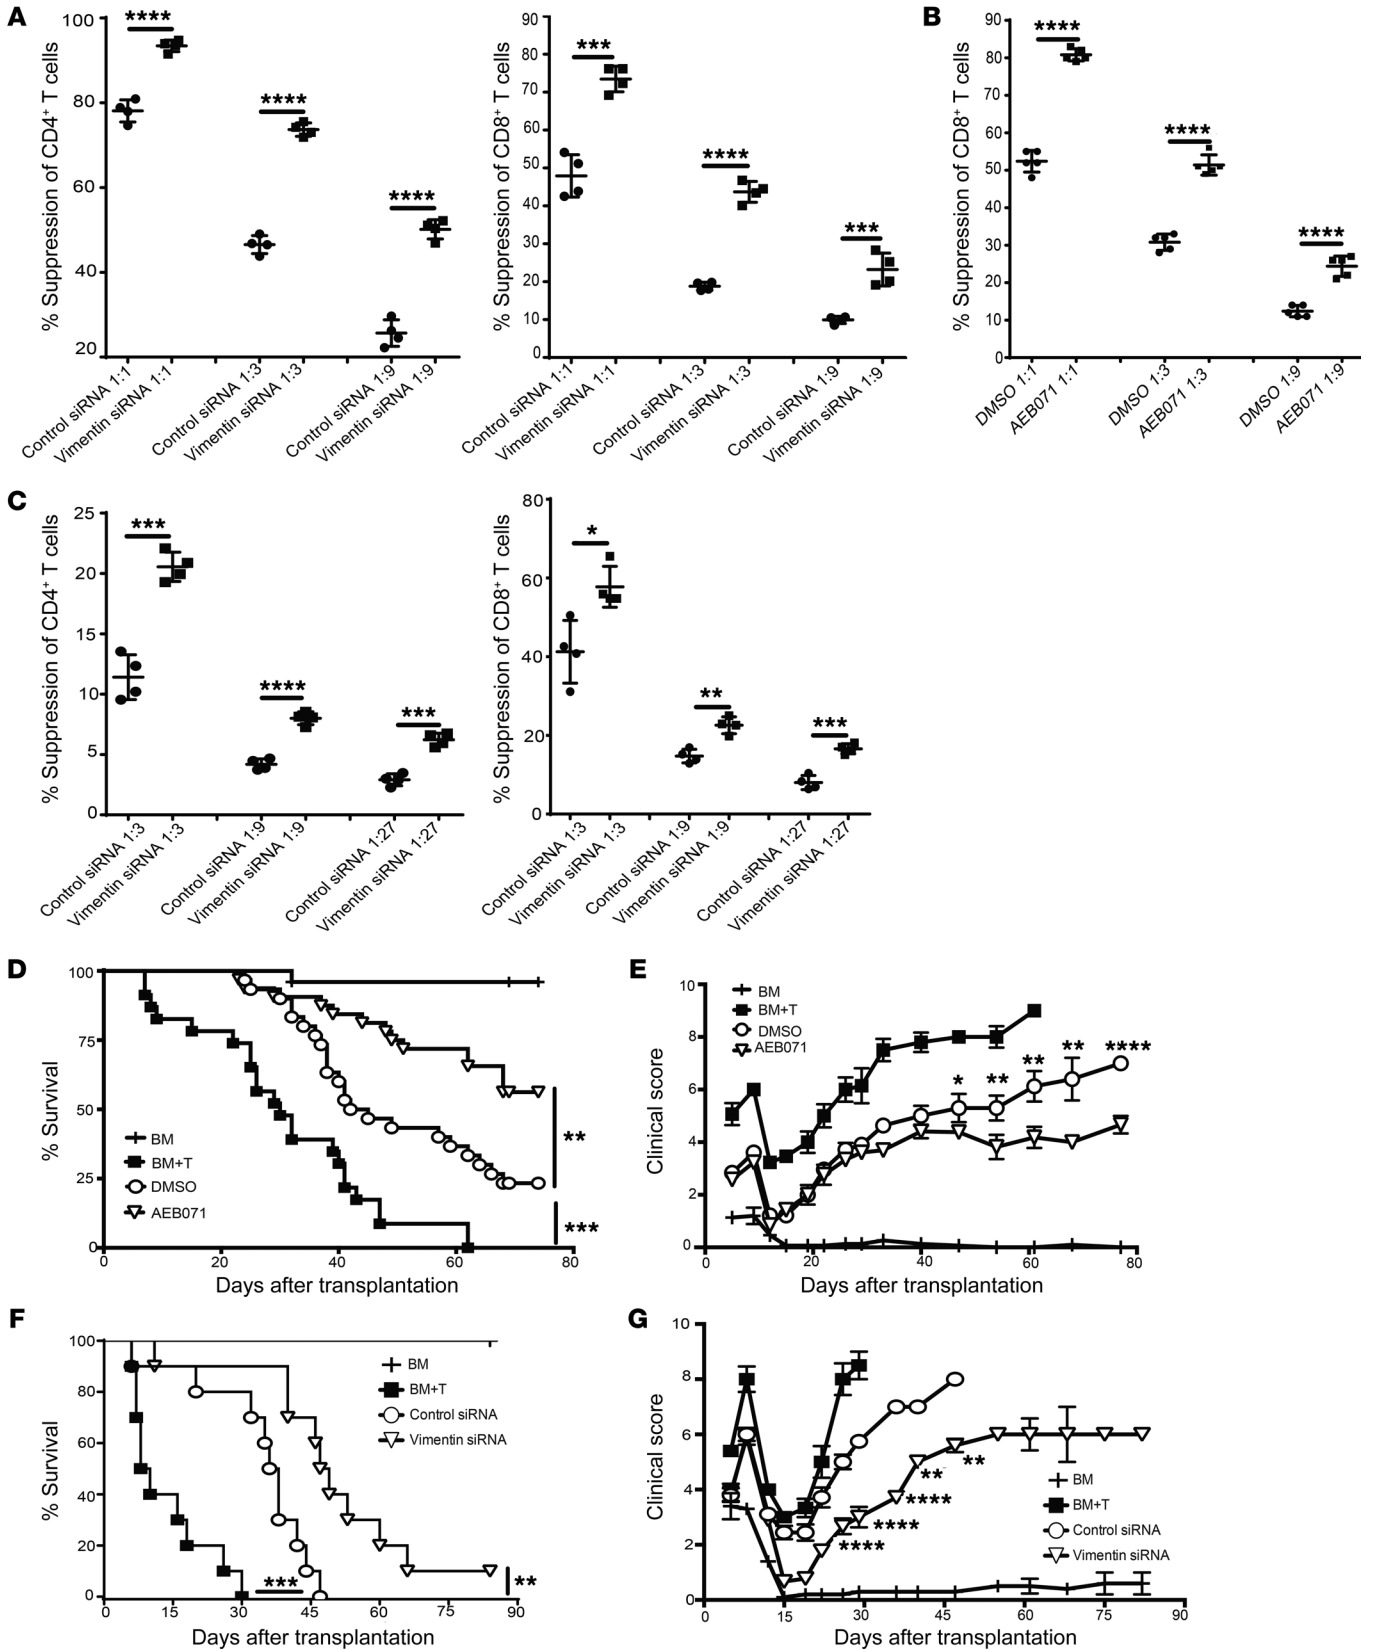 A
% Suppression of CD4+ T cells
100
80
60
40
20
****
****
****
Control siRNA 1:1
Vimentin siRNA 1:1
Control siRNA 1:3
Vimentin siRNA 1:3
Control siRNA 1:9
Vimentin siRNA 1:9
% Suppression of CD8+ T cells
90
80
70
60
50
40
30
20
10
0
***
****
***
Control siRNA 1:1
Vimentin siRNA 1:1
Control siRNA 1:3
Vimentin siRNA 1:3
Control siRNA 1:9
Vimentin siRNA 1:9
B
% Suppression of CD8+ T cells
90
80
70
60
50
40
30
20
10
0
****
****
****
DMSO 1:1
AEB071 1:1
DMSO 1:3
AEB071 1:3
DMSO 1:9
AEB071 1:9
C
% Suppression of CD4+ T cells
25
20
15
10
5
0
***
****
***
Control siRNA 1:3
Vimentin siRNA 1:3
Control siRNA 1:9
Vimentin siRNA 1:9
Control siRNA 1:27
Vimentin siRNA 1:27
% Suppression of CD8+ T cells
80
60
40
20
0
*
**
***
Control siRNA 1:3
Vimentin siRNA 1:3
Control siRNA 1:9
Vimentin siRNA 1:9
Control siRNA 1:27
Vimentin siRNA 1:27
D
% Survival
100
75
50
25
0
BM
BM+T
DMSO
AEB071
**
***
0 20 40 60 80
Days after transplantation
E
Clinical score
10
8
6
4
2
0
BM
BM+T
DMSO
AEB071
* ** ** ** ****
0 20 40 60 80
Days after transplantation
F
% Survival
100
80
60
40
20
0
BM
BM+T
Control siRNA
Vimentin siRNA
***
**
0 15 30 45 60 75 90
Days after transplantation
G
Clinical score
10
8
6
4
2
0
**
**
****
****
****
BM
BM+T
Control siRNA
Vimentin siRNA
0 15 30 45 60 75 90
Days after transplantation